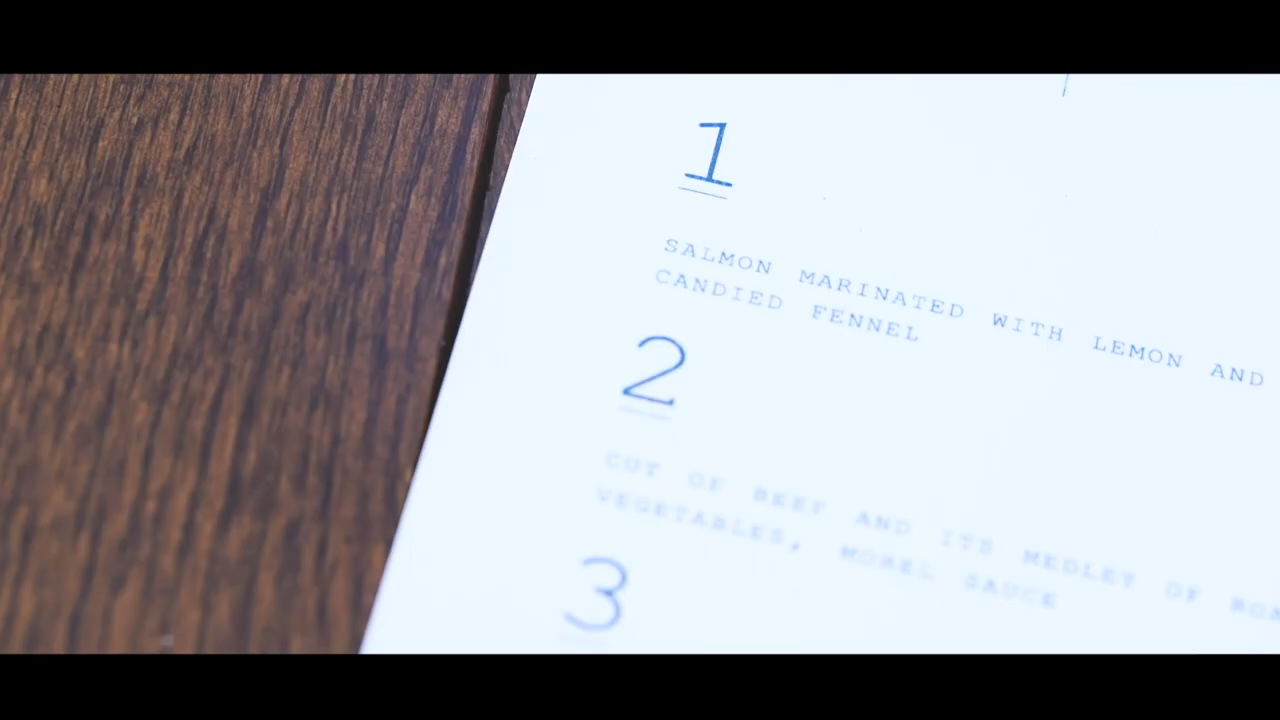 1
SALMON MARINATED WITH LEMON AND
CANDIED FENNEL
2
CUT OF BEEF AND ITS MEDLEY OF
VEGETABLES, MOREL SAUCE
3